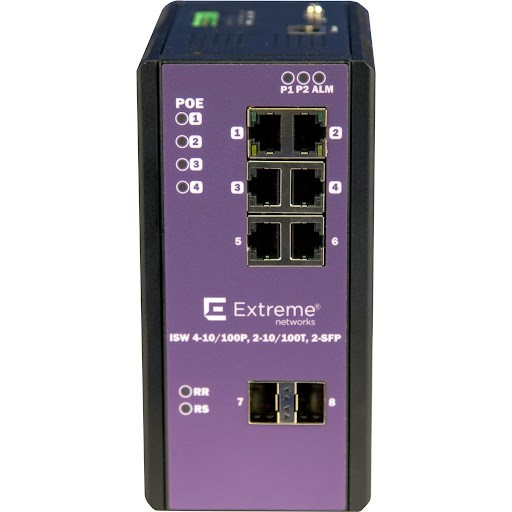 P1 P2 ALM
POE
1
2
3
4
1 2
3 4
5 6
E Extreme®
networks
ISW 4-10/100P, 2-10/100T, 2-SFP
RR
RS
7 8